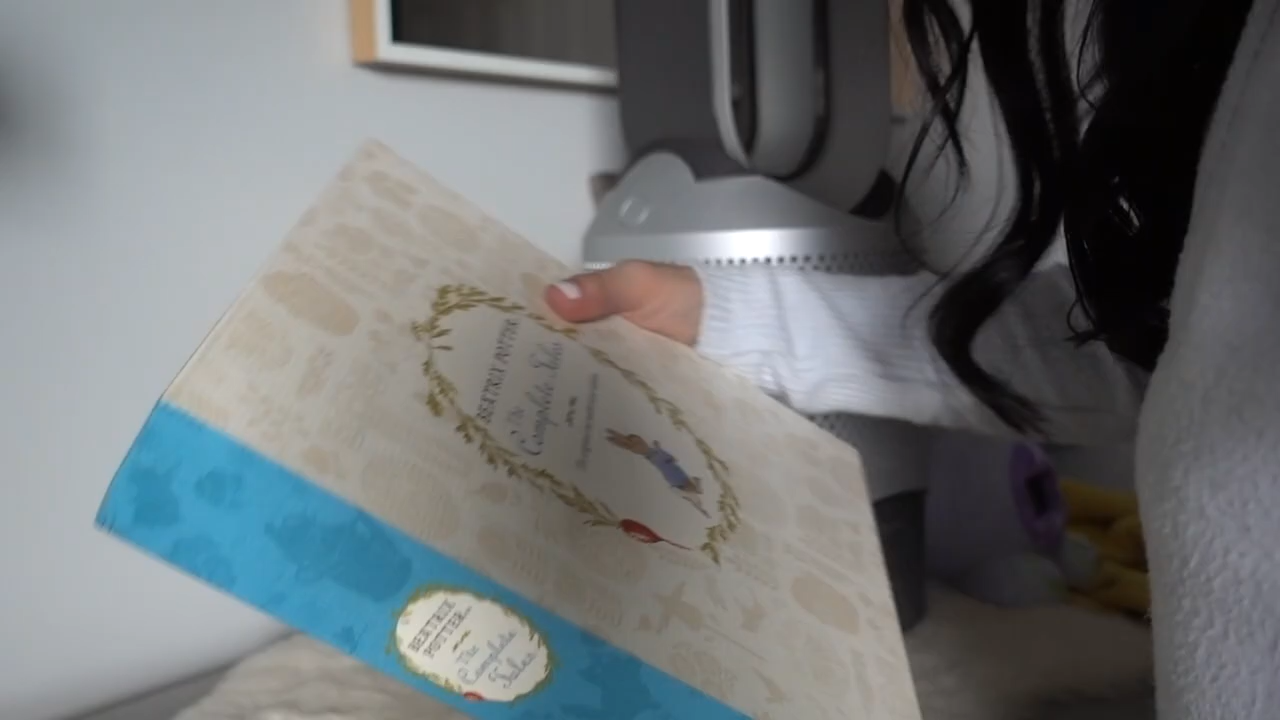 BEATRIX POTTER
The
Complete Tales
BEATRIX
POTTER
The
Complete
Tales